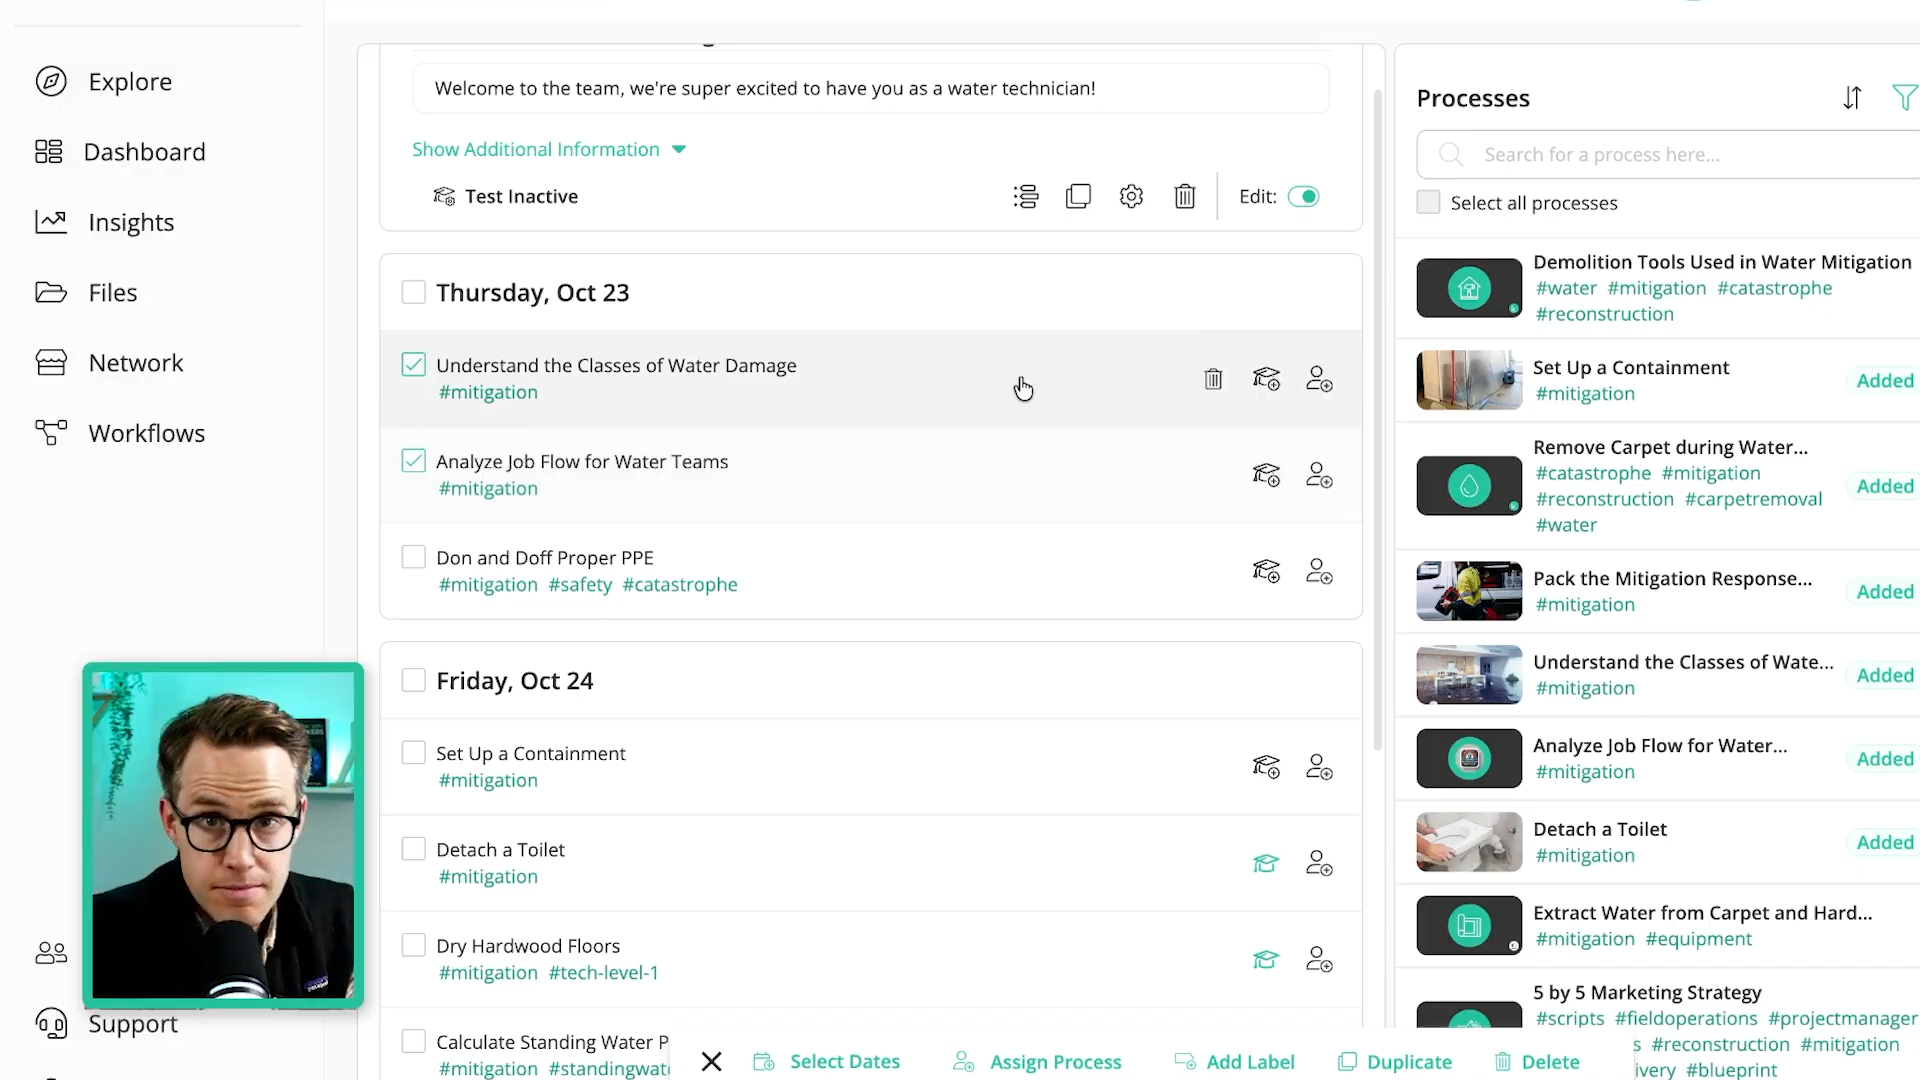 Explore
Dashboard
Insights
Files
Network
Workflows
Support
Welcome to the team, we're super excited to have you as a water technician!
Show Additional Information
Test Inactive
Edit:
Thursday, Oct 23
Understand the Classes of Water Damage
#mitigation
Analyze Job Flow for Water Teams
#mitigation
Don and Doff Proper PPE
#mitigation #safety #catastrophe
Friday, Oct 24
Set Up a Containment
#mitigation
Detach a Toilet
#mitigation
Dry Hardwood Floors
#mitigation #tech-level-1
Calculate Standing Water P
#mitigation #standingwat
Select Dates
Assign Process
Add Label
Duplicate
Delete
Processes
Search for a process here...
Select all processes
Demolition Tools Used in Water Mitigation
#water #mitigation #catastrophe
#reconstruction
Set Up a Containment
#mitigation
Added
Remove Carpet during Water...
#catastrophe #mitigation
#reconstruction #carpetremoval
#water
Added
Pack the Mitigation Response...
#mitigation
Added
Understand the Classes of Wate...
#mitigation
Added
Analyze Job Flow for Water...
#mitigation
Added
Detach a Toilet
#mitigation
Added
Extract Water from Carpet and Hard...
#mitigation #equipment
5 by 5 Marketing Strategy
#scripts #fieldoperations #projectmanager
s #reconstruction #mitigation
ivery #blueprint